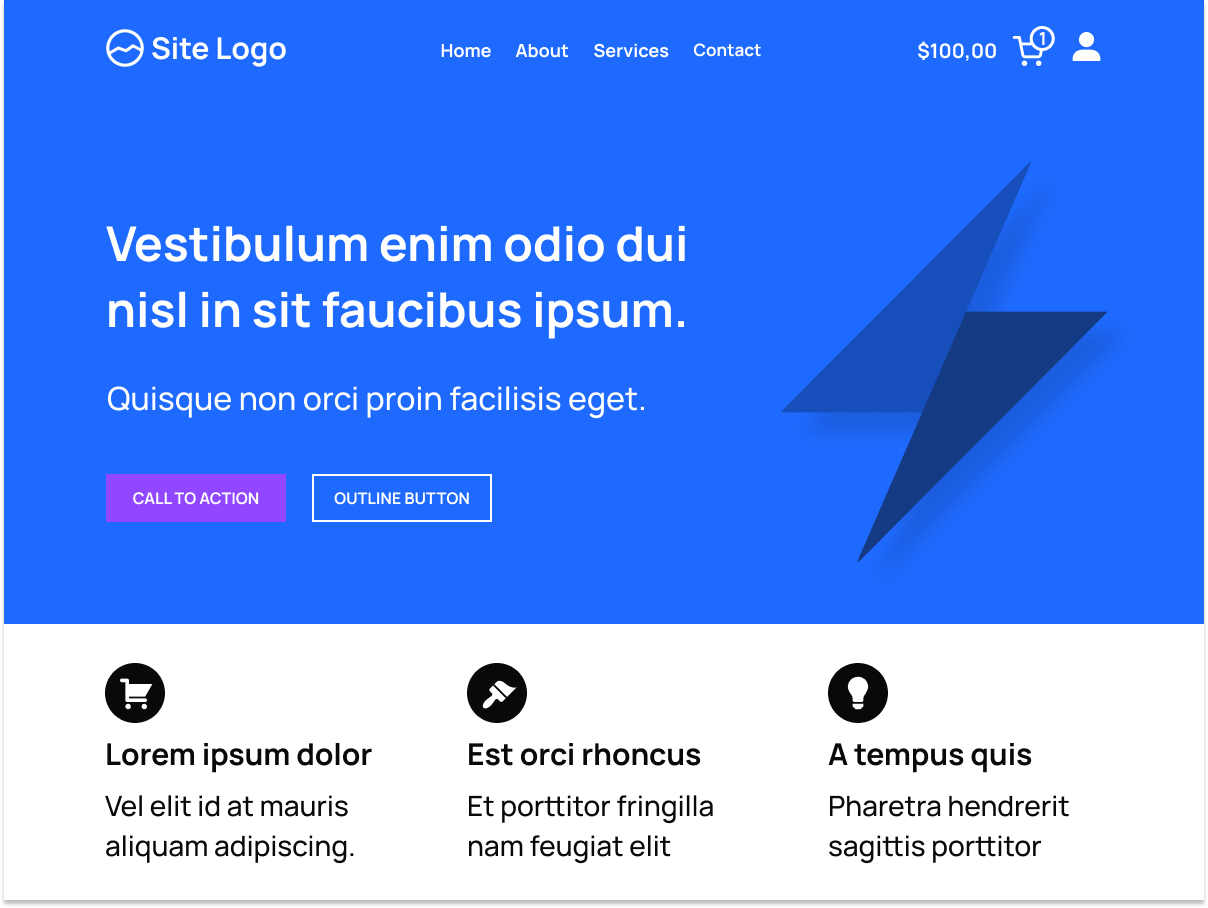 Site Logo
Home About Services Contact
$100,00
1
Vestibulum enim odio dui
nisl in sit faucibus ipsum.
Quisque non orci proin facilisis eget.
CALL TO ACTION
OUTLINE BUTTON
Lorem ipsum dolor
Vel elit id at mauris
aliquam adipiscing.
Est orci rhoncus
Et porttitor fringilla
nam feugiat elit
A tempus quis
Pharetra hendrerit
sagittis porttitor